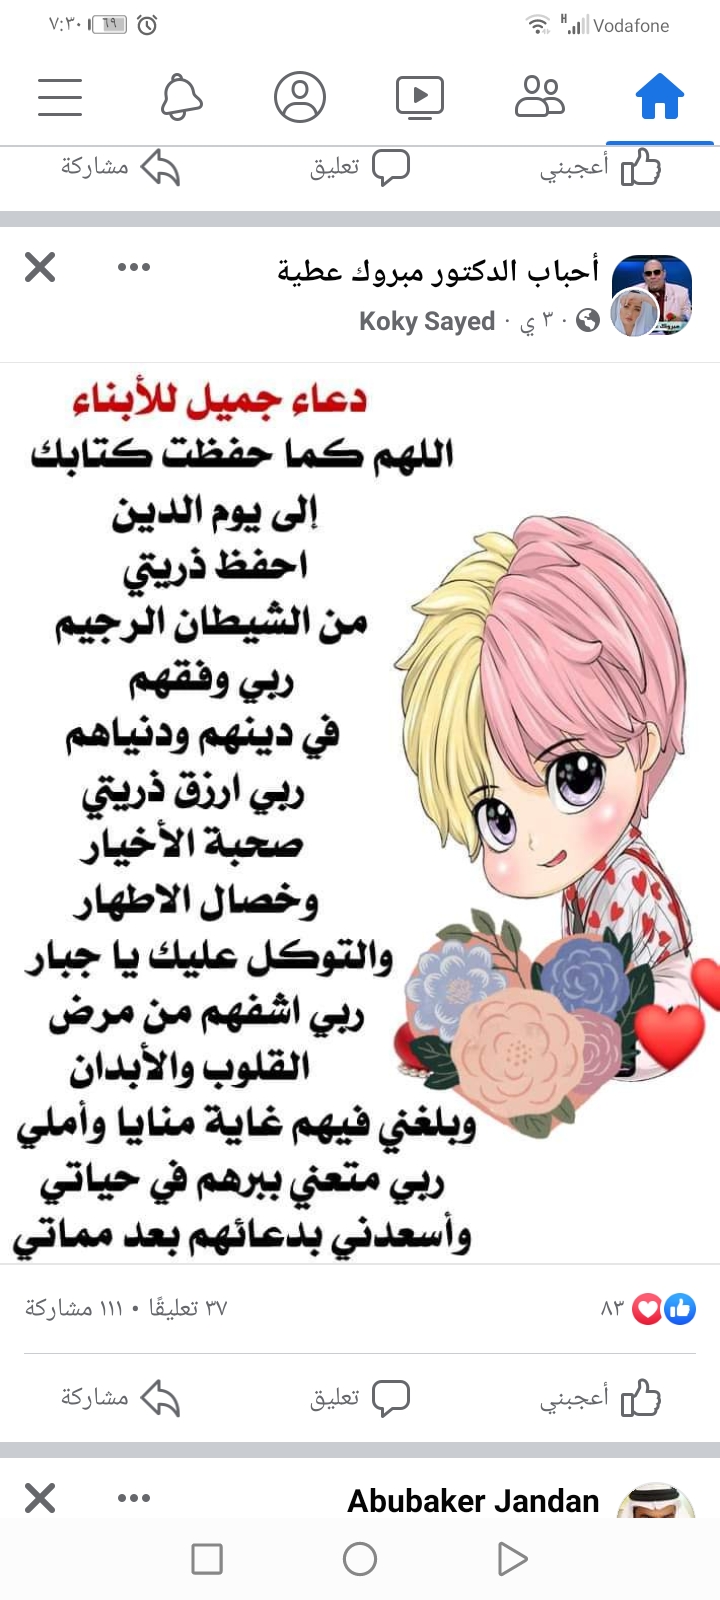 ٧:٣٠ ٦٩ Vodafone
أعجبني تعليق مشاركة
أحباب الدكتور مبروك عطية
Koky Sayed · ٣ ي ·
دعاء جميل للأبناء
اللهم كما حفظت كتابك
إلى يوم الدين
احفظ ذريتي
من الشيطان الرجيم
ربي وفقهم
في دينهم ودنياهم
ربي ارزق ذريتي
صحبة الأخيار
وخصال الاطهار
والتوكل عليك يا جبار
ربي اشفهم من مرض
القلوب والأبدان
وبلغني فيهم غاية منايا وأملي
ربي متعني ببرهم في حياتي
وأسعدني بدعائهم بعد مماتي
٨٣ ٣٧ تعليقًا • ١١١ مشاركة
أعجبني تعليق مشاركة
Abubaker Jandan